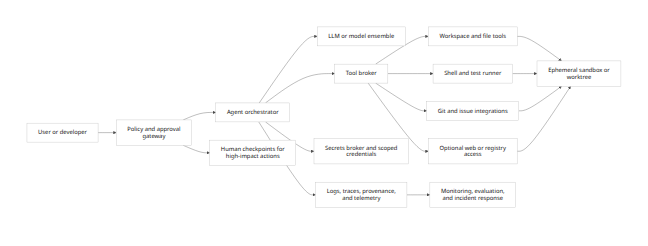 User or developer
Policy and approval
gateway
Agent orchestrator
Human checkpoints for
high-impact actions
LLM or model ensemble
Tool broker
Secrets broker and scoped
credentials
Logs, traces, provenance,
and telemetry
Workspace and file tools
Shell and test runner
Git and issue integrations
Optional web or registry
access
Monitoring, evaluation,
and incident response
Ephemeral sandbox or
worktree